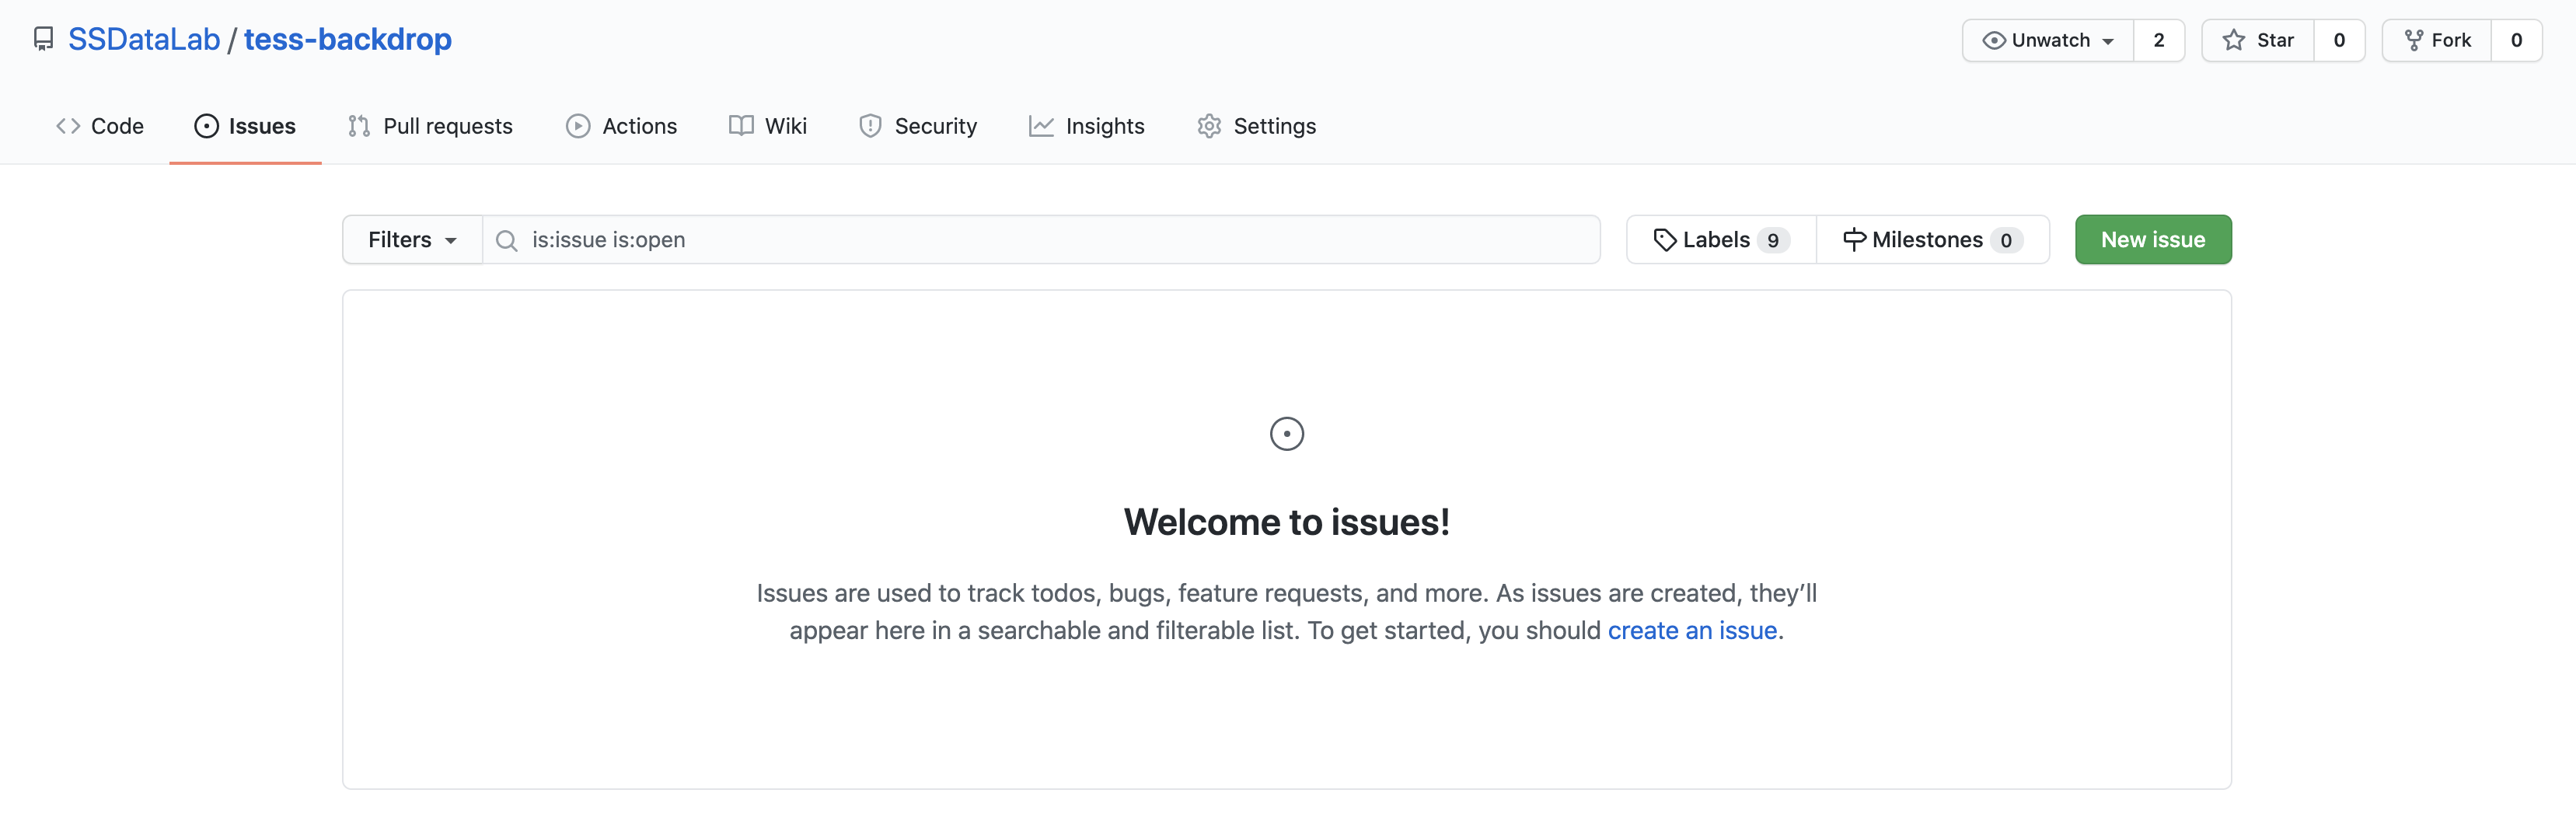 SSDataLab / tess-backdrop
Unwatch 2 Star 0 Fork 0
Code Issues Pull requests Actions Wiki Security Insights Settings
Filters is:issue is:open Labels 9 Milestones 0 New issue
Welcome to issues!
Issues are used to track todos, bugs, feature requests, and more. As issues are created, they’ll
appear here in a searchable and filterable list. To get started, you should create an issue.